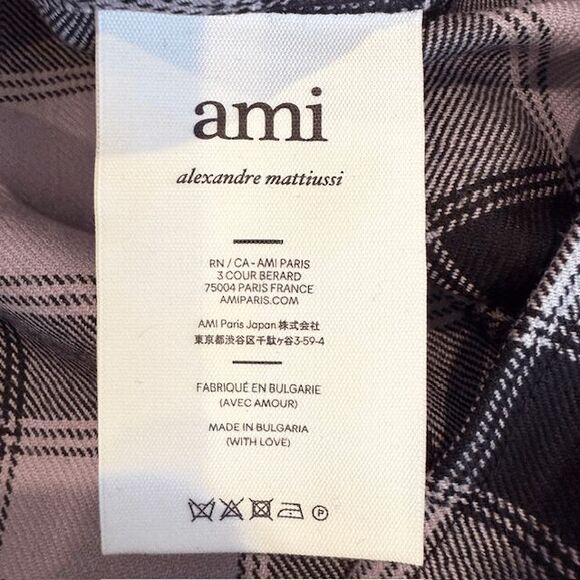 ami
alexandre mattiussi
RN / CA - AMI PARIS
3 COUR BERARD
75004 PARIS FRANCE
AMIPARIS.COM
AMI Paris Japan 株式会社
東京都渋谷区千駄ヶ谷3-59-4
FABRIQUÉ EN BULGARIE
(AVEC AMOUR)
MADE IN BULGARIA
(WITH LOVE)
P